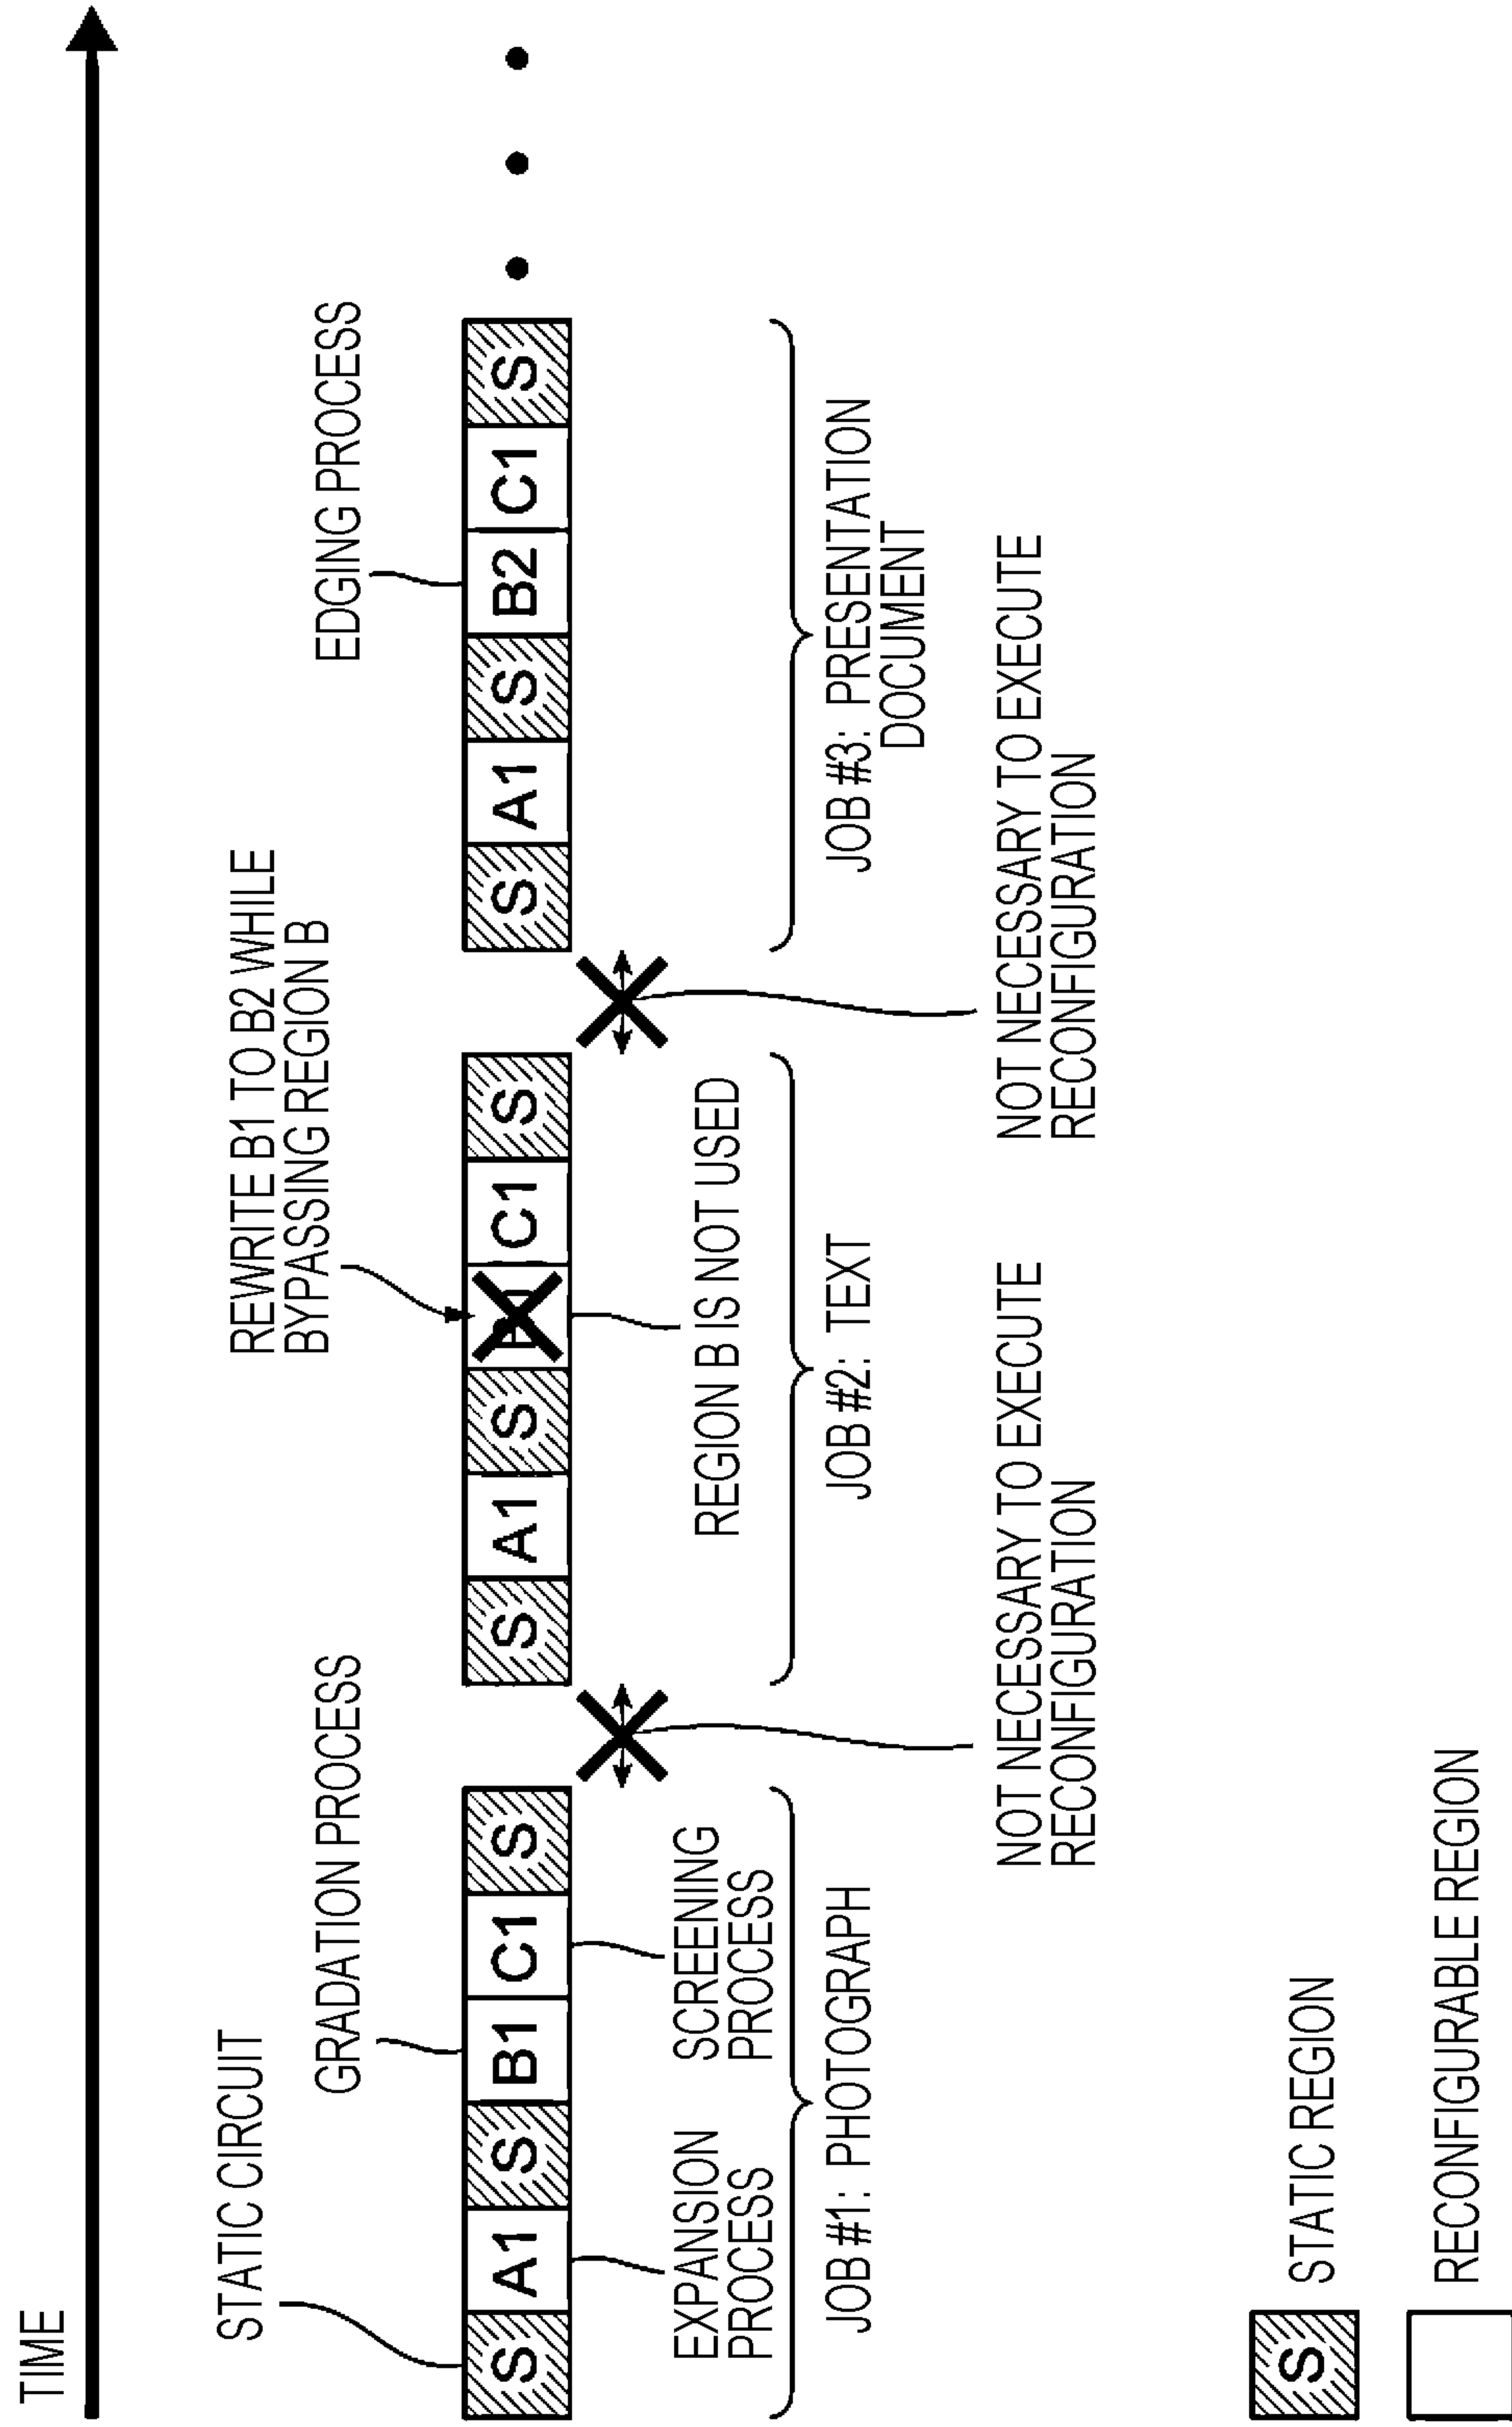 TIME
STATIC CIRCUIT
GRADATION PROCESS
REWRITE B1 TO B2 WHILE
BYPASSING REGION B
EDGING PROCESS
S A1 S B1 C1 S
S A1 S C1 S
S A1 S B2 C1 S
EXPANSION
PROCESS
SCREENING
PROCESS
REGION B IS NOT USED
JOB #1: PHOTOGRAPH
JOB #2: TEXT
JOB #3: PRESENTATION
DOCUMENT
NOT NECESSARY TO EXECUTE
RECONFIGURATION
NOT NECESSARY TO EXECUTE
RECONFIGURATION
S STATIC REGION
RECONFIGURABLE REGION